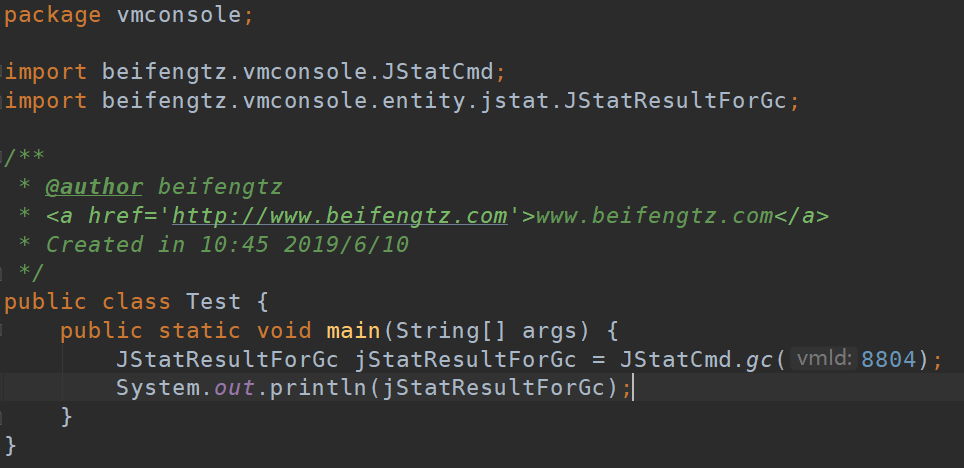 package vmconsole;
import beifengtz.vmconsole.JStatCmd;
import beifengtz.vmconsole.entity.jstat.JStatResultForGc;
/**
 * @author beifengtz
 * <a href='http://www.beifengtz.com'>www.beifengtz.com</a>
 * Created in 10:45 2019/6/10
 */
public class Test {
    public static void main(String[] args) {
        JStatResultForGc jStatResultForGc = JStatCmd.gc( vmId: 8804);
        System.out.println(jStatResultForGc);
    }
}